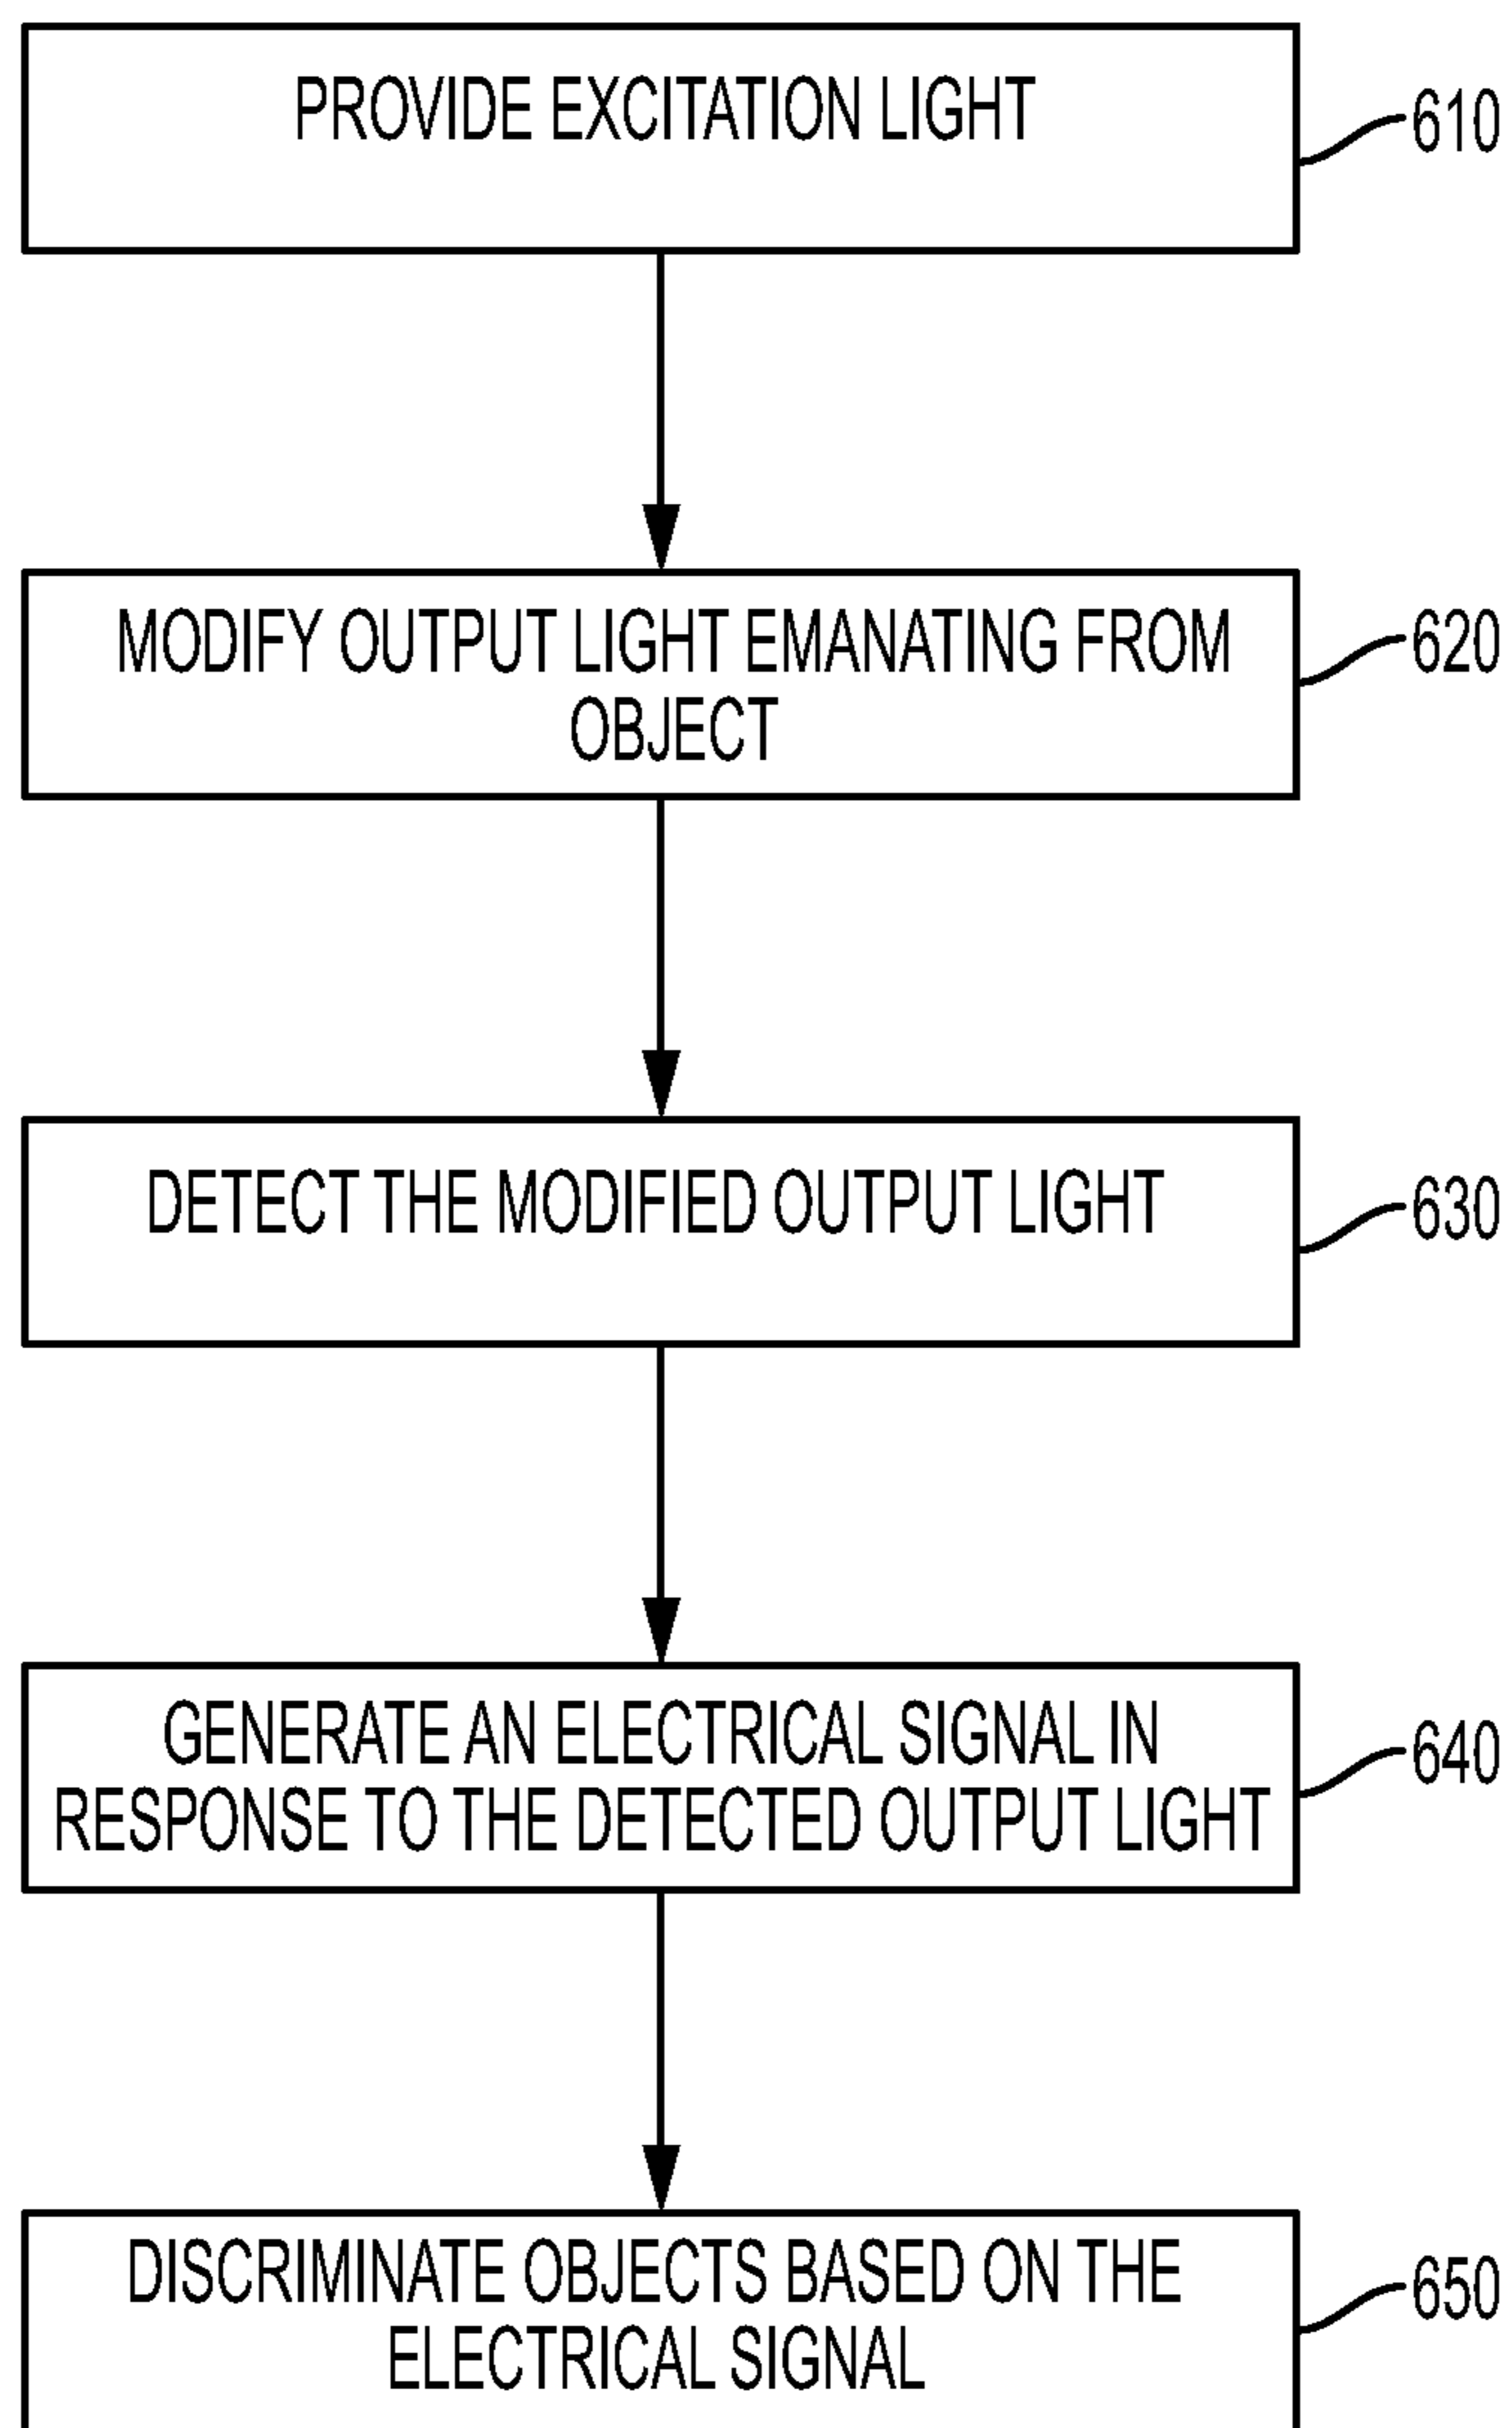 PROVIDE EXCITATION LIGHT
610
MODIFY OUTPUT LIGHT EMANATING FROM
OBJECT
620
DETECT THE MODIFIED OUTPUT LIGHT
630
GENERATE AN ELECTRICAL SIGNAL IN
RESPONSE TO THE DETECTED OUTPUT LIGHT
640
DISCRIMINATE OBJECTS BASED ON THE
ELECTRICAL SIGNAL
650